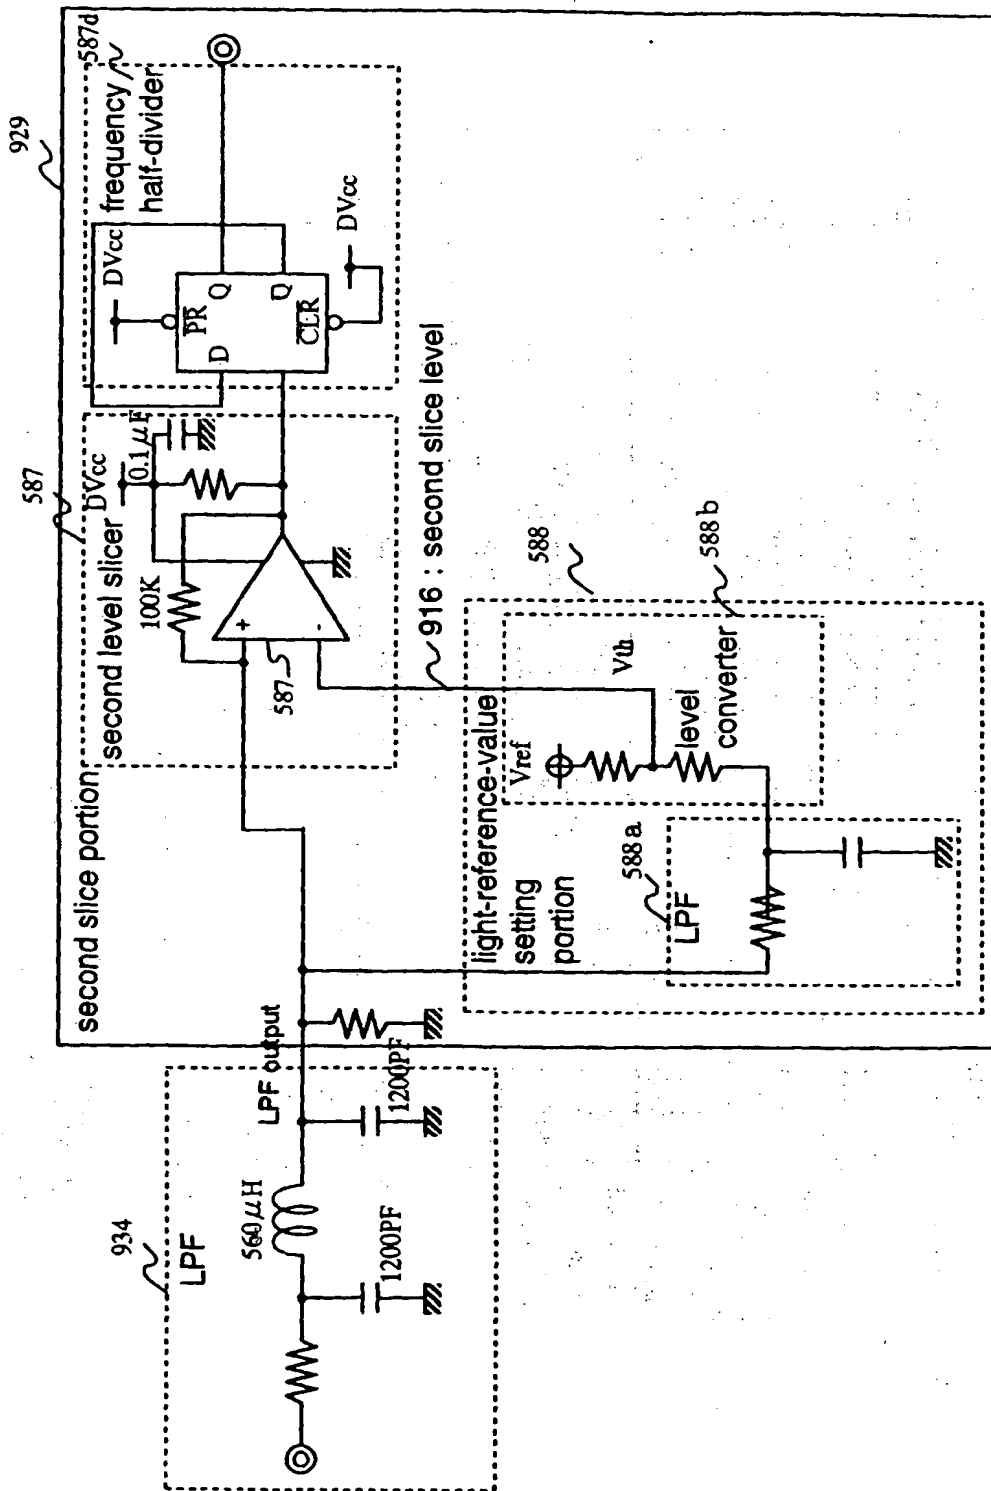 934
LPF
560μH
1200PF
1200PF
LPF output
929
second slice portion
587
second level slicer
DVcc
0.1μF
100K
+
-
587
587d
frequency
half-divider
DVcc
PR
D
Q
Q
CLR
DVcc
916 : second slice level
588
light-reference-value
setting
portion
588a
LPF
588b
Vref
Vth
level
converter